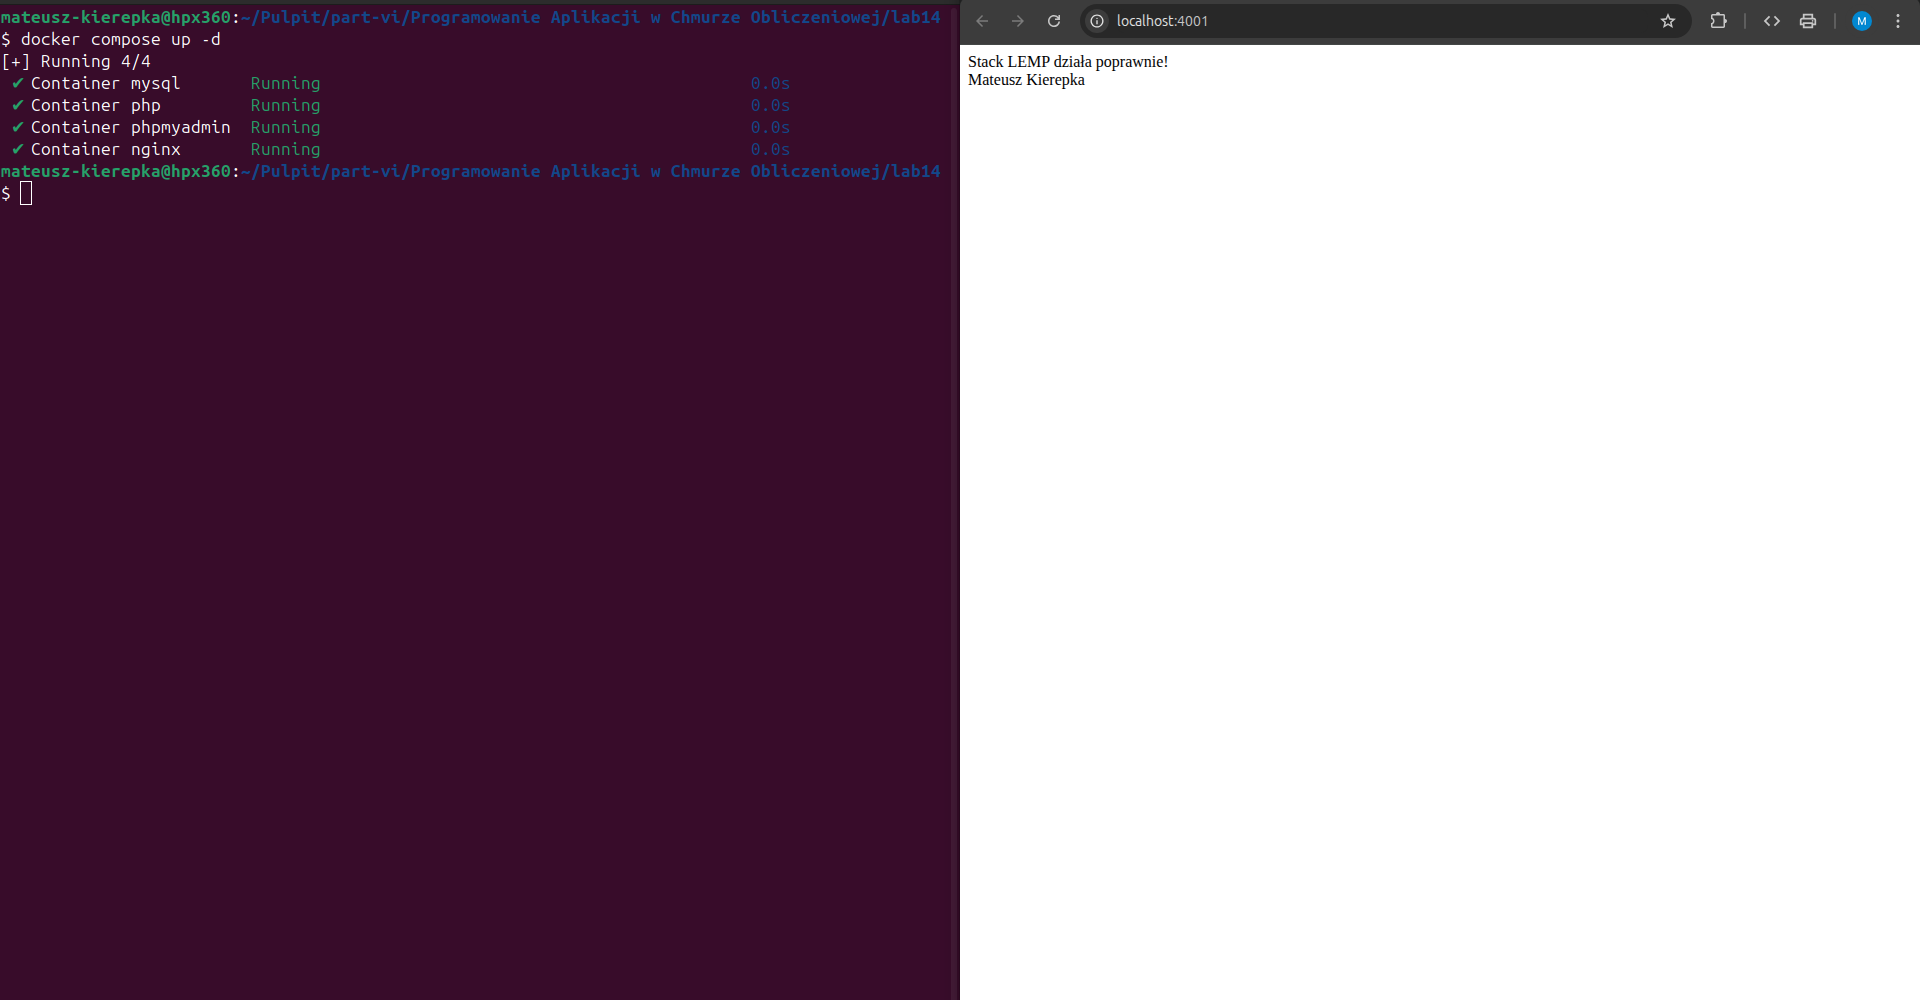 mateusz-kierepka@hpx360:~/Pulpit/part-vi/Programowanie Aplikacji w Chmurze Obliczeniowej/lab14
$ docker compose up -d
[+] Running 4/4
✔ Container mysql Running 0.0s
✔ Container php Running 0.0s
✔ Container phpmyadmin Running 0.0s
✔ Container nginx Running 0.0s
mateusz-kierepka@hpx360:~/Pulpit/part-vi/Programowanie Aplikacji w Chmurze Obliczeniowej/lab14
$
localhost:4001
M
Stack LEMP działa poprawnie!
Mateusz Kierepka